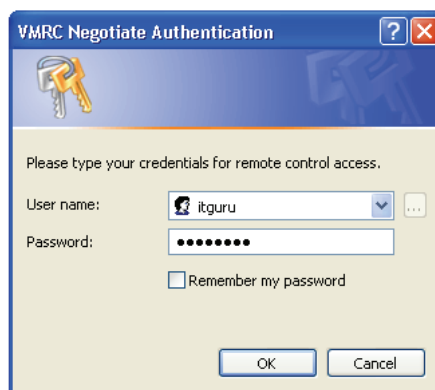 VMRC Negotiate Authentication
Please type your credentials for remote control access.
User name: itguru ...
Password: ●●●●●●●●
Remember my password
OK Cancel